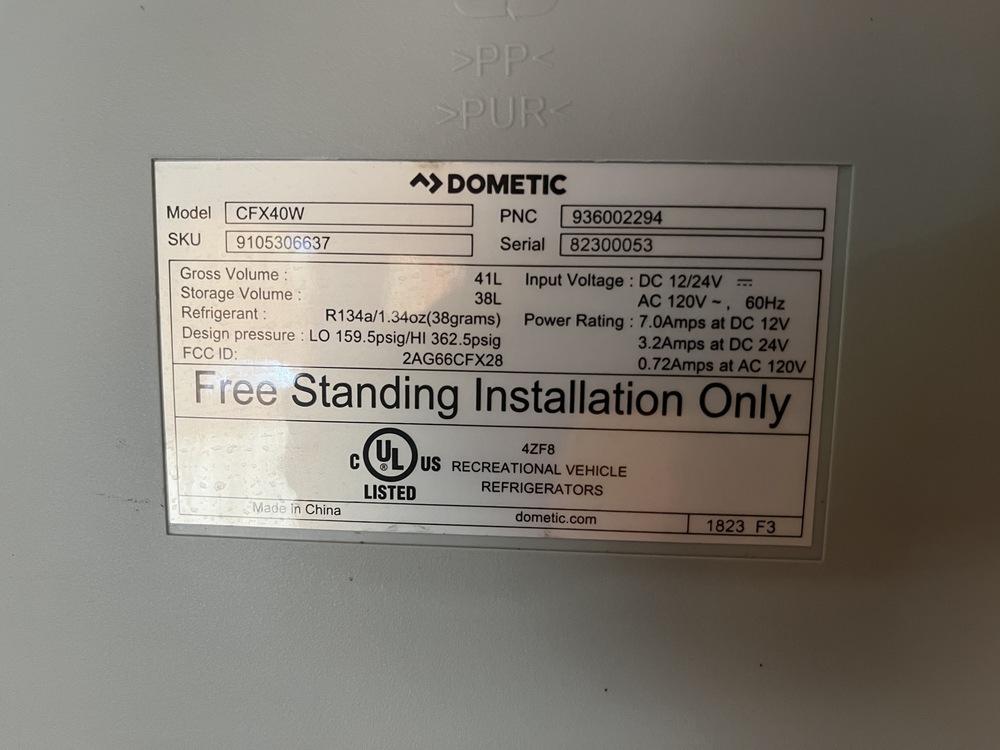 >PP<
>PUR<
DOMETIC
Model CFX40W PNC 936002294
SKU 9105306637 Serial 82300053
Gross Volume : 41L Input Voltage : DC 12/24V ⎓
Storage Volume : 38L AC 120V ~ , 60Hz
Refrigerant : R134a/1.34oz(38grams) Power Rating : 7.0Amps at DC 12V
Design pressure : LO 159.5psig/HI 362.5psig 3.2Amps at DC 24V
FCC ID: 2AG66CFX28 0.72Amps at AC 120V
Free Standing Installation Only
C UL ® US
LISTED
4ZF8
RECREATIONAL VEHICLE
REFRIGERATORS
Made in China dometic.com 1823 F3